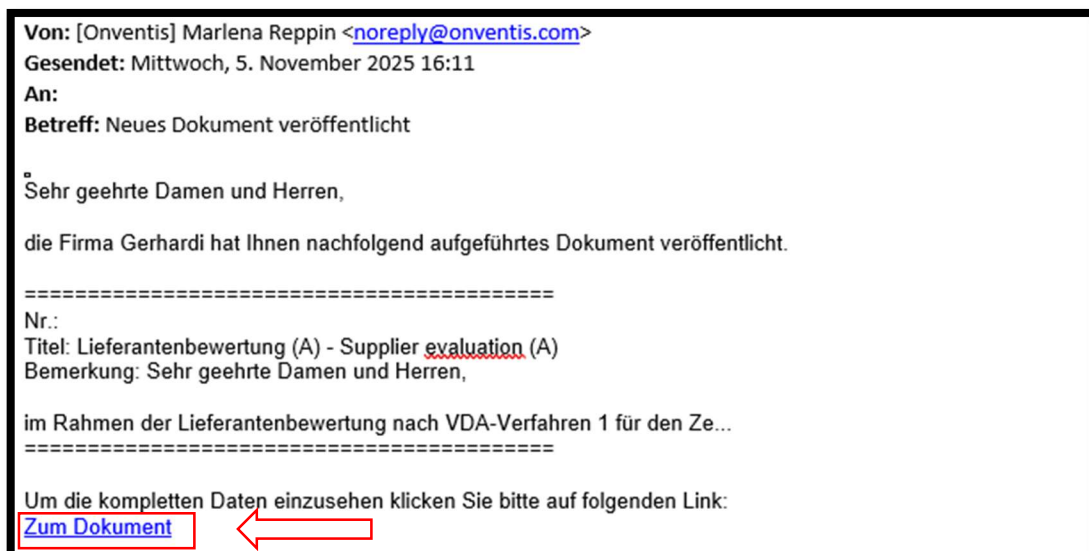 Von: [Onventis] Marlena Reppin <noreply@onventis.com>
Gesendet: Mittwoch, 5. November 2025 16:11
An:
Betreff: Neues Dokument veröffentlicht
Sehr geehrte Damen und Herren,
die Firma Gerhardi hat Ihnen nachfolgend aufgeführtes Dokument veröffentlicht.
==========================================
Nr.:
Titel: Lieferantenbewertung (A) - Supplier evaluation (A)
Bemerkung: Sehr geehrte Damen und Herren,
im Rahmen der Lieferantenbewertung nach VDA-Verfahren 1 für den Ze...
==========================================
Um die kompletten Daten einzusehen klicken Sie bitte auf folgenden Link:
Zum Dokument